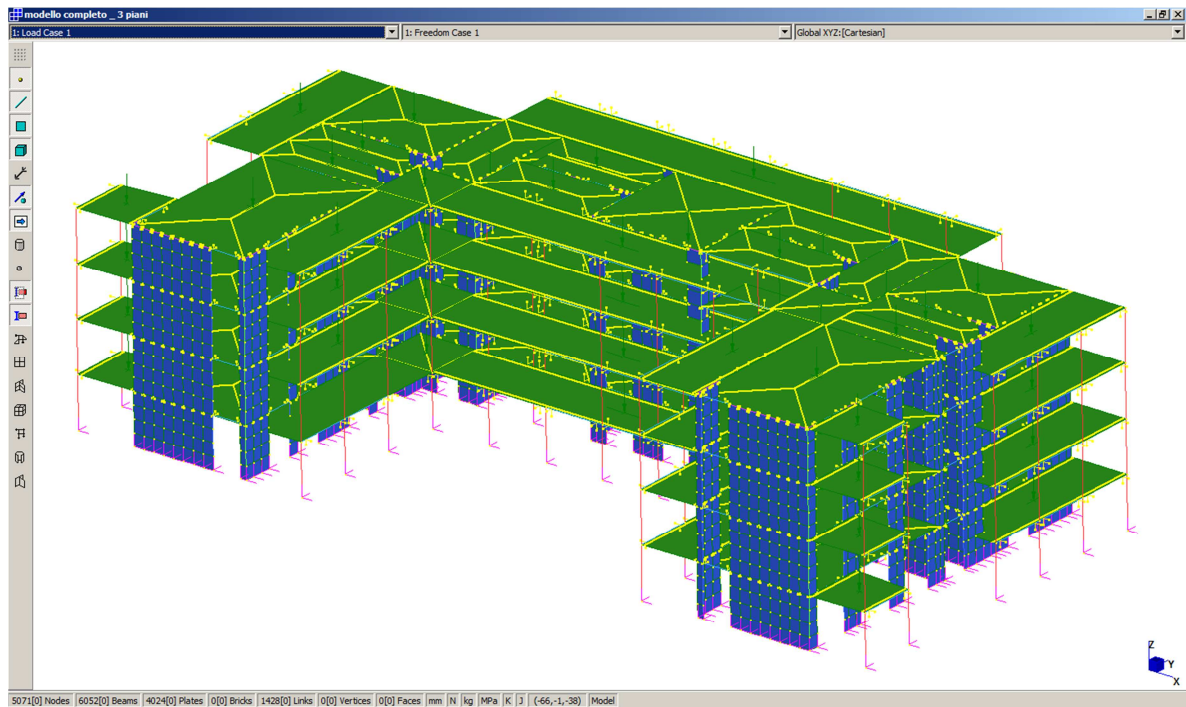 modello completo _ 3 piani
1: Load Case 1
1: Freedom Case 1
Global XYZ:[Cartesian]
Z
Y
X
5071[0] Nodes
6052[0] Beams
4024[0] Plates
0[0] Bricks
1428[0] Links
0[0] Vertices
0[0] Faces
mm
N
kg
MPa
K
J
(-66,-1,-38)
Model